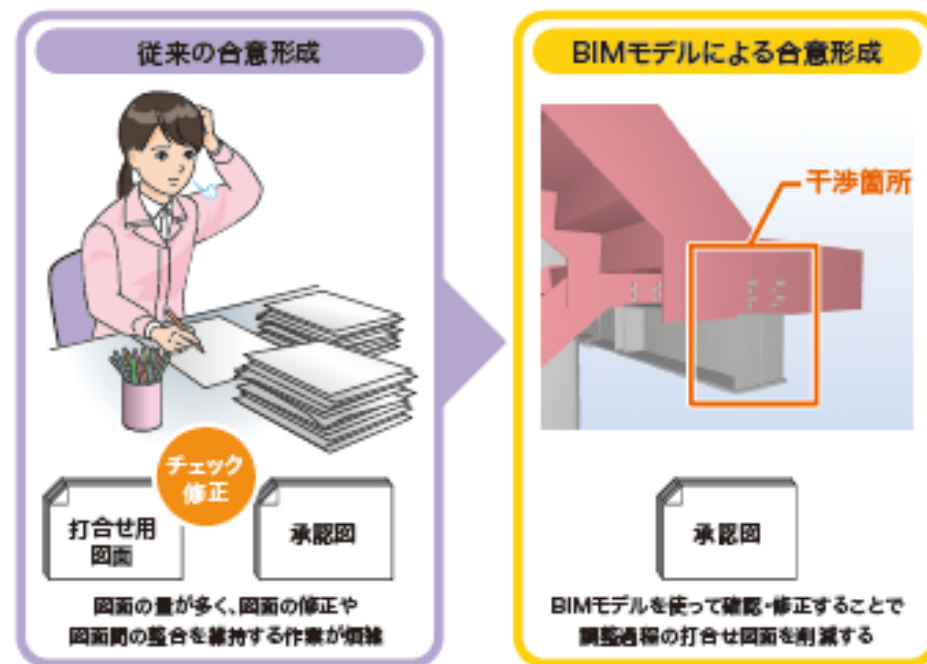 従来の合意形成
チェック
修正
打合せ用
図面
承認図
図面の量が多く、図面の修正や
図面間の整合を維持する作業が煩雑
BIMモデルによる合意形成
干渉箇所
承認図
BIMモデルを使って確認・修正することで
調整過程の打合せ図面を削減する